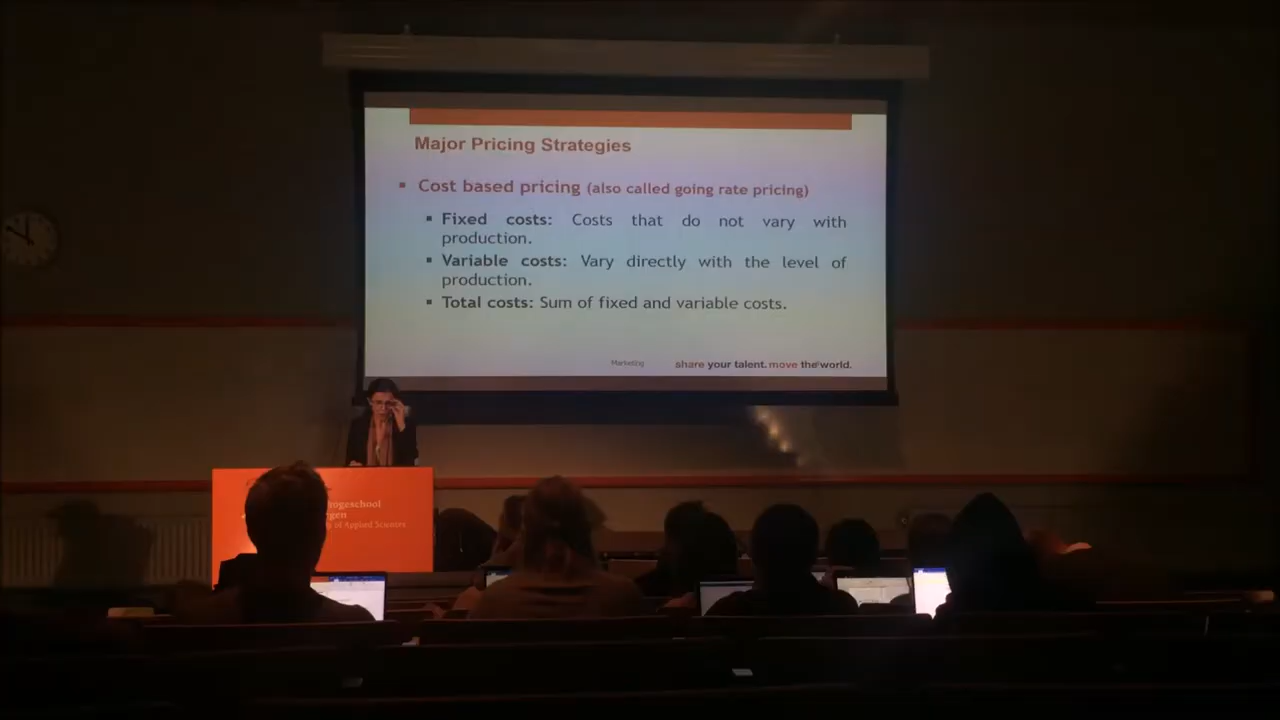 Major Pricing Strategies
▪ Cost based pricing (also called going rate pricing)
▪ Fixed costs: Costs that do not vary with
production.
▪ Variable costs: Vary directly with the level of
production.
▪ Total costs: Sum of fixed and variable costs.
Marketing
share your talent. move the world.
of Applied Sciences